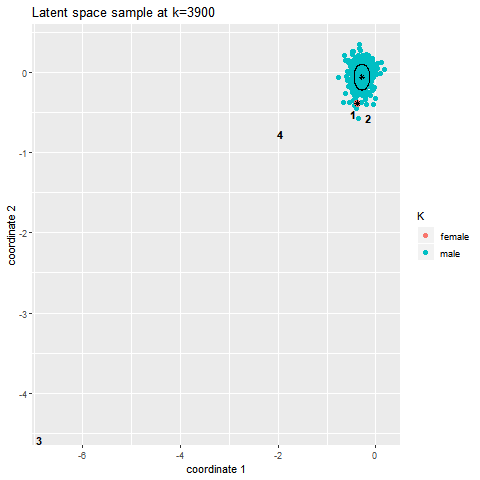 Latent space sample at k=3900
0
-1
-2
-3
-4
coordinate 2
1
2
4
3
-6
-4
-2
0
coordinate 1
K
female
male